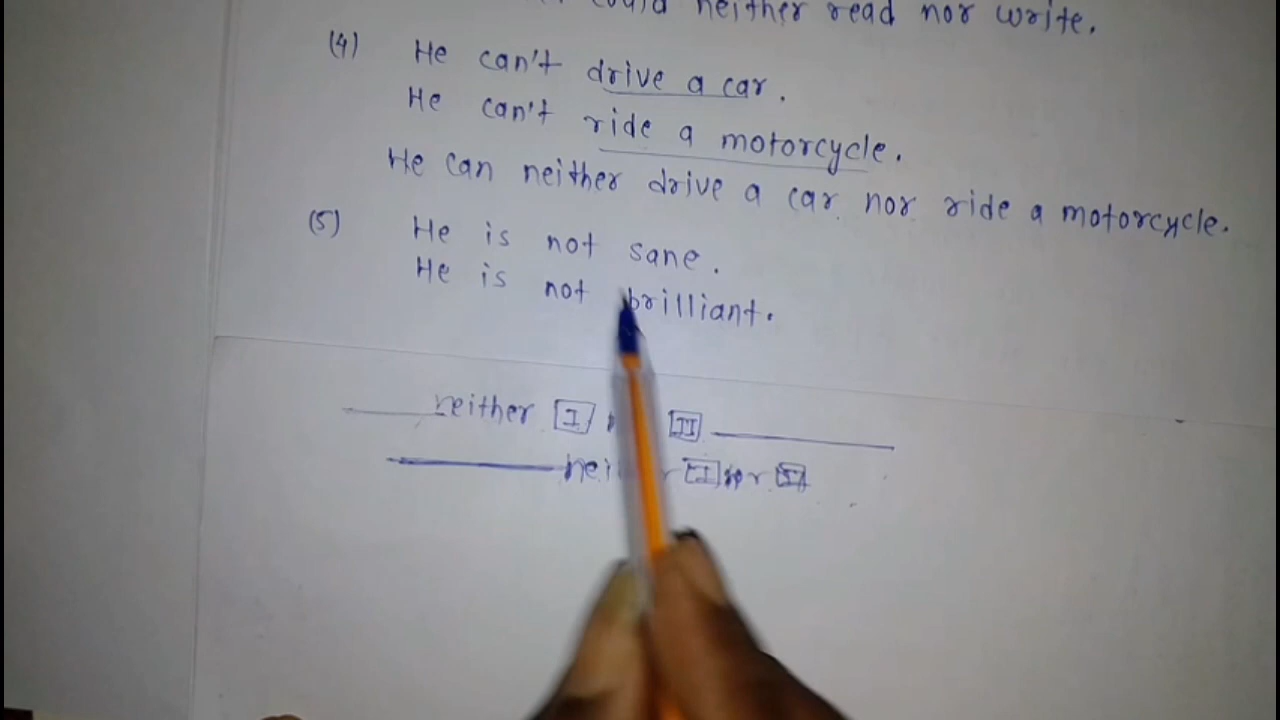 could neither read nor write.
(4) He can't drive a car.
He can't ride a motorcycle.
He can neither drive a car nor ride a motorcycle.
(5) He is not sane.
He is not brilliant.
neither I II
I nor